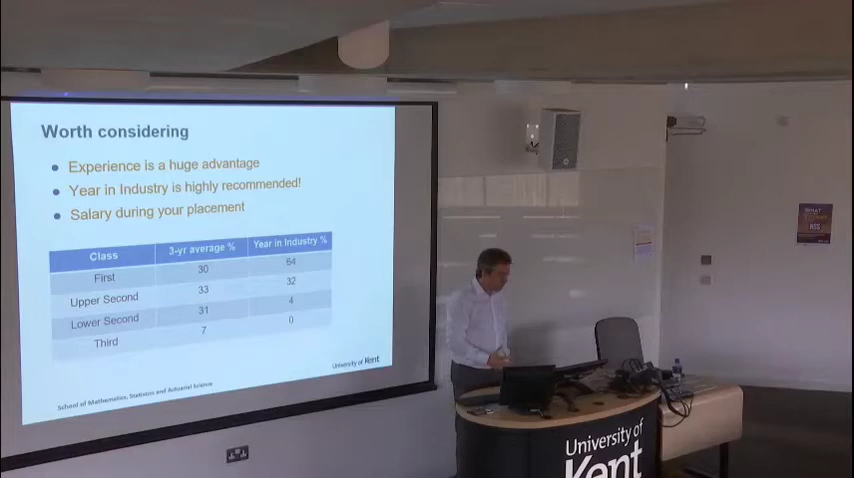 Worth considering
Experience is a huge advantage
Year in Industry is highly recommended!
Salary during your placement
Class 3-yr average % Year in Industry %
First 30 64
Upper Second 33 32
Lower Second 31 4
Third 7 0
University of Kent
School of Mathematics, Statistics and Actuarial Science
WHAT
NSS
University of
Kent